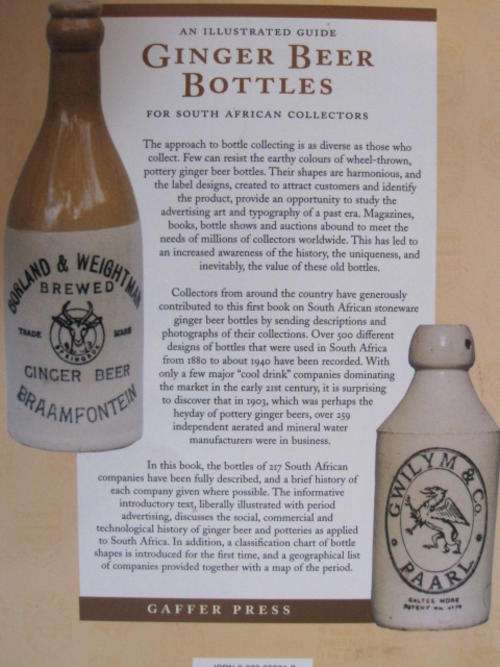 AN ILLUSTRATED GUIDE
GINGER BEER
BOTTLES
FOR SOUTH AFRICAN COLLECTORS
The approach to bottle collecting is as diverse as those who
collect. Few can resist the earthy colours of wheel-thrown,
pottery ginger beer bottles. Their shapes are harmonious, and
the label designs, created to attract customers and identify
the product, provide an opportunity to study the
advertising art and typography of a past era. Magazines,
books, bottle shows and auctions abound to meet the
needs of millions of collectors worldwide. This has led to
an increased awareness of the history, the uniqueness, and
inevitably, the value of these old bottles.
Collectors from around the country have generously
contributed to this first book on South African stoneware
ginger beer bottles by sending descriptions and
photographs of their collections. Over 500 different
designs of bottles that were used in South Africa
from 1880 to about 1940 have been recorded. With
only a few major "cool drink" companies dominating
the market in the early 21st century, it is surprising
to discover that in 1903, which was perhaps the
heyday of pottery ginger beers, over 259
independent aerated and mineral water
manufacturers were in business.
In this book, the bottles of 217 South African
companies have been fully described, and a brief history of
each company given where possible. The informative
introductory text, liberally illustrated with period
advertising, discusses the social, commercial and
technological history of ginger beer and potteries as applied
to South Africa. In addition, a classification chart of bottle
shapes is introduced for the first time, and a geographical list
of companies provided together with a map of the period.
GAFFER PRESS
BORLAND & WEIGHTMAN
BREWED
TRADE MARK
GINGER BEER
BRAAMFONTEIN
GWILYM & Co.
PAARL